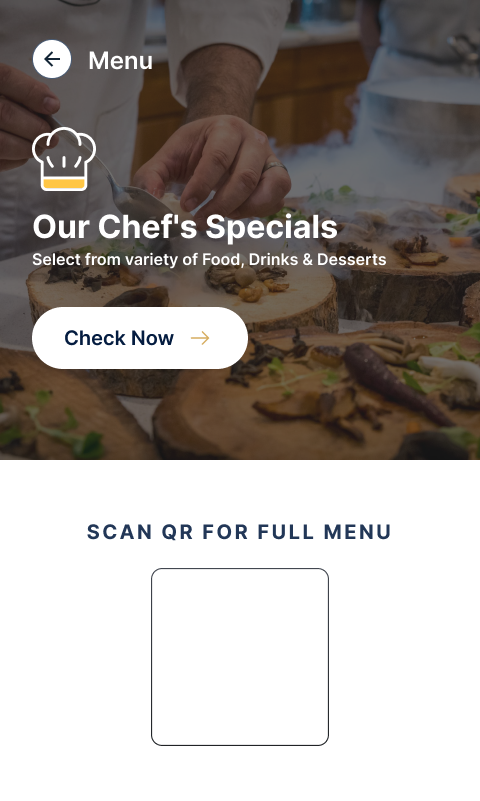 Menu
Our Chef's Specials
Select from variety of Food, Drinks & Desserts
Check Now
SCAN QR FOR FULL MENU